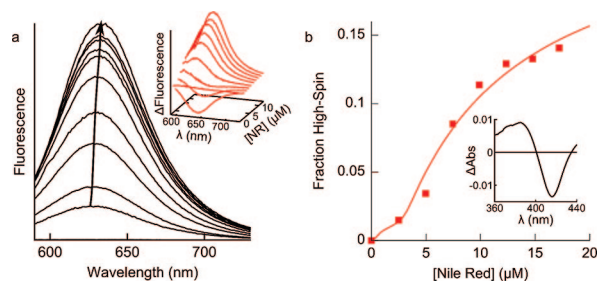 a
Fluorescence
650
700
Wavelength (nm)
ΔFluorescence
600
650
700
λ (nm)
0
5
10
[NR] (μM)
b
Fraction High-Spin
0.15
0.1
0.05
0
0
5
10
15
20
[Nile Red] (μM)
ΔAbs
0.01
0
-0.01
360
400
440
λ (nm)